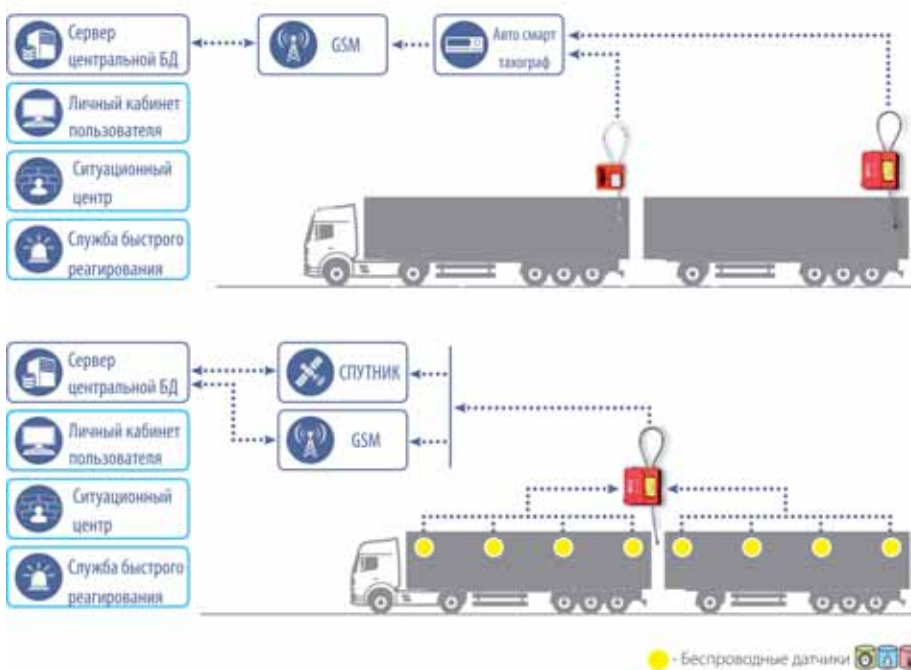 Сервер
центральной БД
GSM
Авто смарт
тахограф
Личный кабинет
пользователя
Ситуационный
центр
Служба быстрого
реагирования
Сервер
центральной БД
СПУТНИК
GSM
Личный кабинет
пользователя
Ситуационный
центр
Служба быстрого
реагирования
- Беспроводные датчики